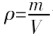 ρ = m/V